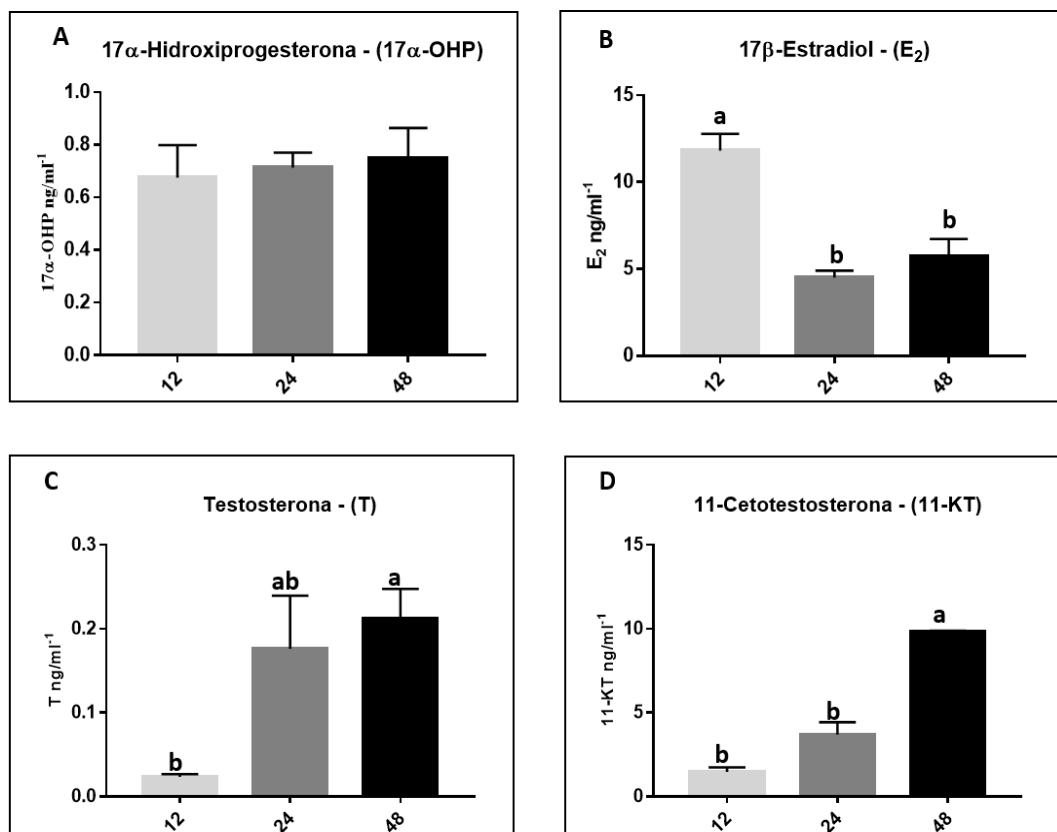 A
17α-Hidroxiprogesterona - (17α-OHP)
17α-OHP ng/ml⁻¹
1.0
0.8
0.6
0.4
0.2
0.0
12
24
48
B
17β-Estradiol - (E₂)
E₂ ng/ml⁻¹
15
10
5
0
a
b
b
12
24
48
C
Testosterona - (T)
T ng/ml⁻¹
0.3
0.2
0.1
0.0
b
ab
a
12
24
48
D
11-Cetotestosterona - (11-KT)
11-KT ng/ml⁻¹
15
10
5
0
b
b
a
12
24
48